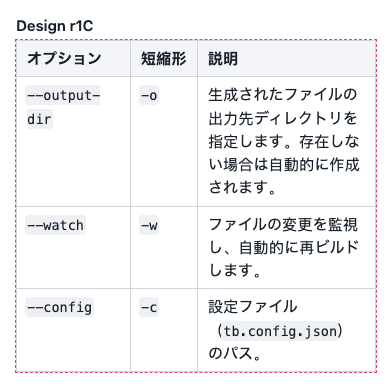 Design r1C
オプション 短縮形 説明
--output- -o 生成されたファイルの
dir 出力先ディレクトリを
指定します。存在しな
い場合は自動的に作成
されます。
--watch -w ファイルの変更を監視
し、自動的に再ビルド
します。
--config -c 設定ファイル
（tb.config.json）
のパス。